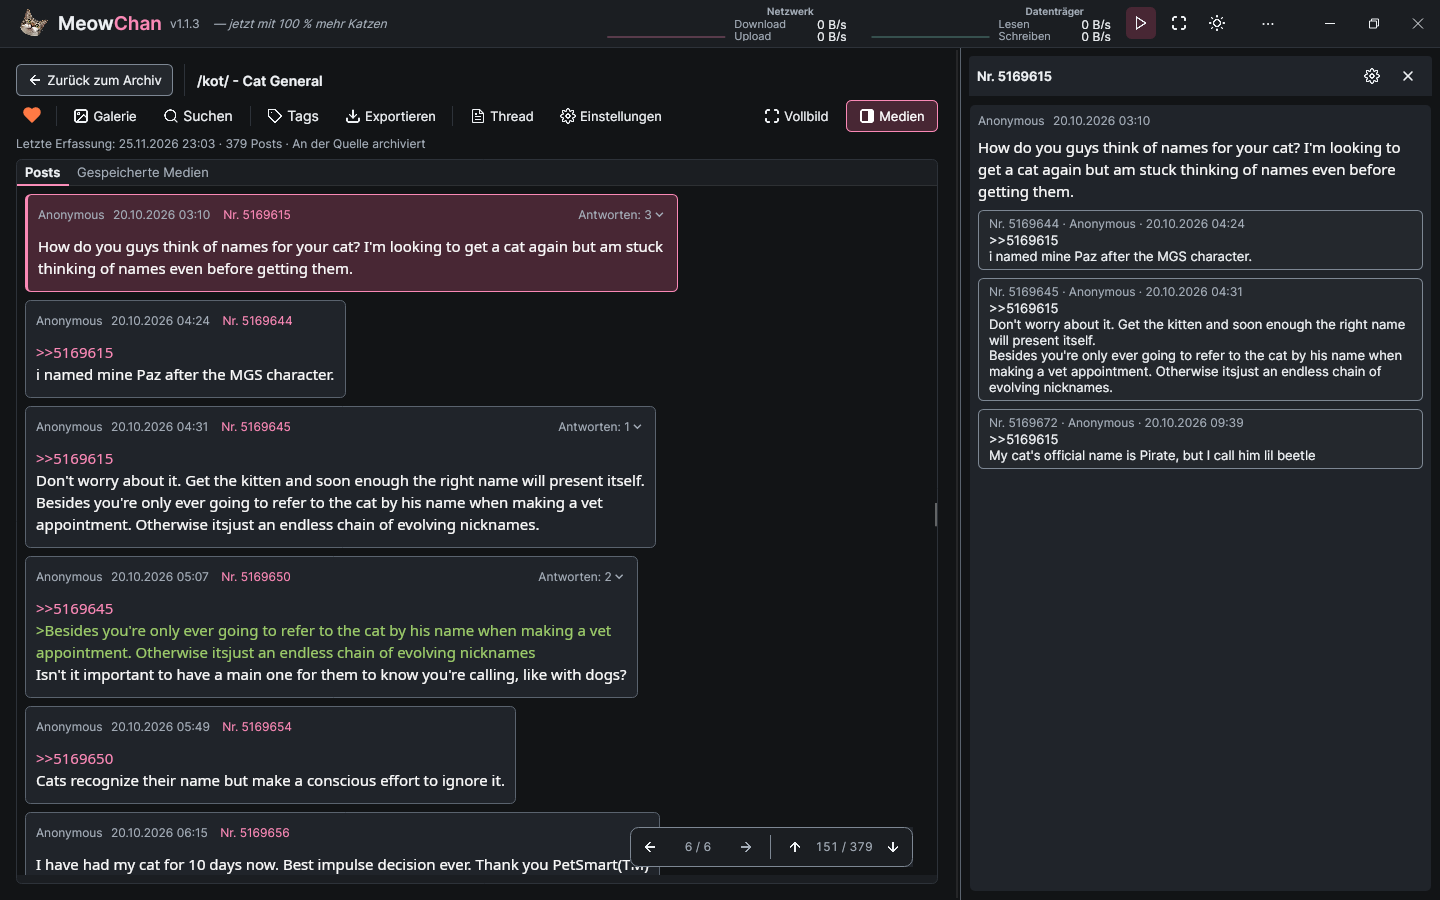 MeowChan v1.1.3 — jetzt mit 100 % mehr Katzen
Netzwerk
Download 0 B/s
Upload 0 B/s
Datenträger
Lesen 0 B/s
Schreiben 0 B/s
Zurück zum Archiv
/kot/ - Cat General
Galerie Suchen Tags Exportieren Thread Einstellungen Vollbild Medien
Letzte Erfassung: 25.11.2026 23:03 · 379 Posts · An der Quelle archiviert
Posts Gespeicherte Medien
Anonymous 20.10.2026 03:10 Nr. 5169615 Antworten: 3
How do you guys think of names for your cat? I'm looking to get a cat again but am stuck
thinking of names even before getting them.
Anonymous 20.10.2026 04:24 Nr. 5169644
>>5169615
i named mine Paz after the MGS character.
Anonymous 20.10.2026 04:31 Nr. 5169645 Antworten: 1
>>5169615
Don't worry about it. Get the kitten and soon enough the right name will present itself.
Besides you're only ever going to refer to the cat by his name when making a vet
appointment. Otherwise itsjust an endless chain of evolving nicknames.
Anonymous 20.10.2026 05:07 Nr. 5169650 Antworten: 2
>>5169645
>Besides you're only ever going to refer to the cat by his name when making a vet
appointment. Otherwise itsjust an endless chain of evolving nicknames
Isn't it important to have a main one for them to know you're calling, like with dogs?
Anonymous 20.10.2026 05:49 Nr. 5169654
>>5169650
Cats recognize their name but make a conscious effort to ignore it.
Anonymous 20.10.2026 06:15 Nr. 5169656
I have had my cat for 10 days now. Best impulse decision ever. Thank you PetSmart(TM)
6 / 6 151 / 379
Nr. 5169615
Anonymous 20.10.2026 03:10
How do you guys think of names for your cat? I'm looking to
get a cat again but am stuck thinking of names even before
getting them.
Nr. 5169644 · Anonymous · 20.10.2026 04:24
>>5169615
i named mine Paz after the MGS character.
Nr. 5169645 · Anonymous · 20.10.2026 04:31
>>5169615
Don't worry about it. Get the kitten and soon enough the right name
will present itself.
Besides you're only ever going to refer to the cat by his name when
making a vet appointment. Otherwise itsjust an endless chain of
evolving nicknames.
Nr. 5169672 · Anonymous · 20.10.2026 09:39
>>5169615
My cat's official name is Pirate, but I call him lil beetle